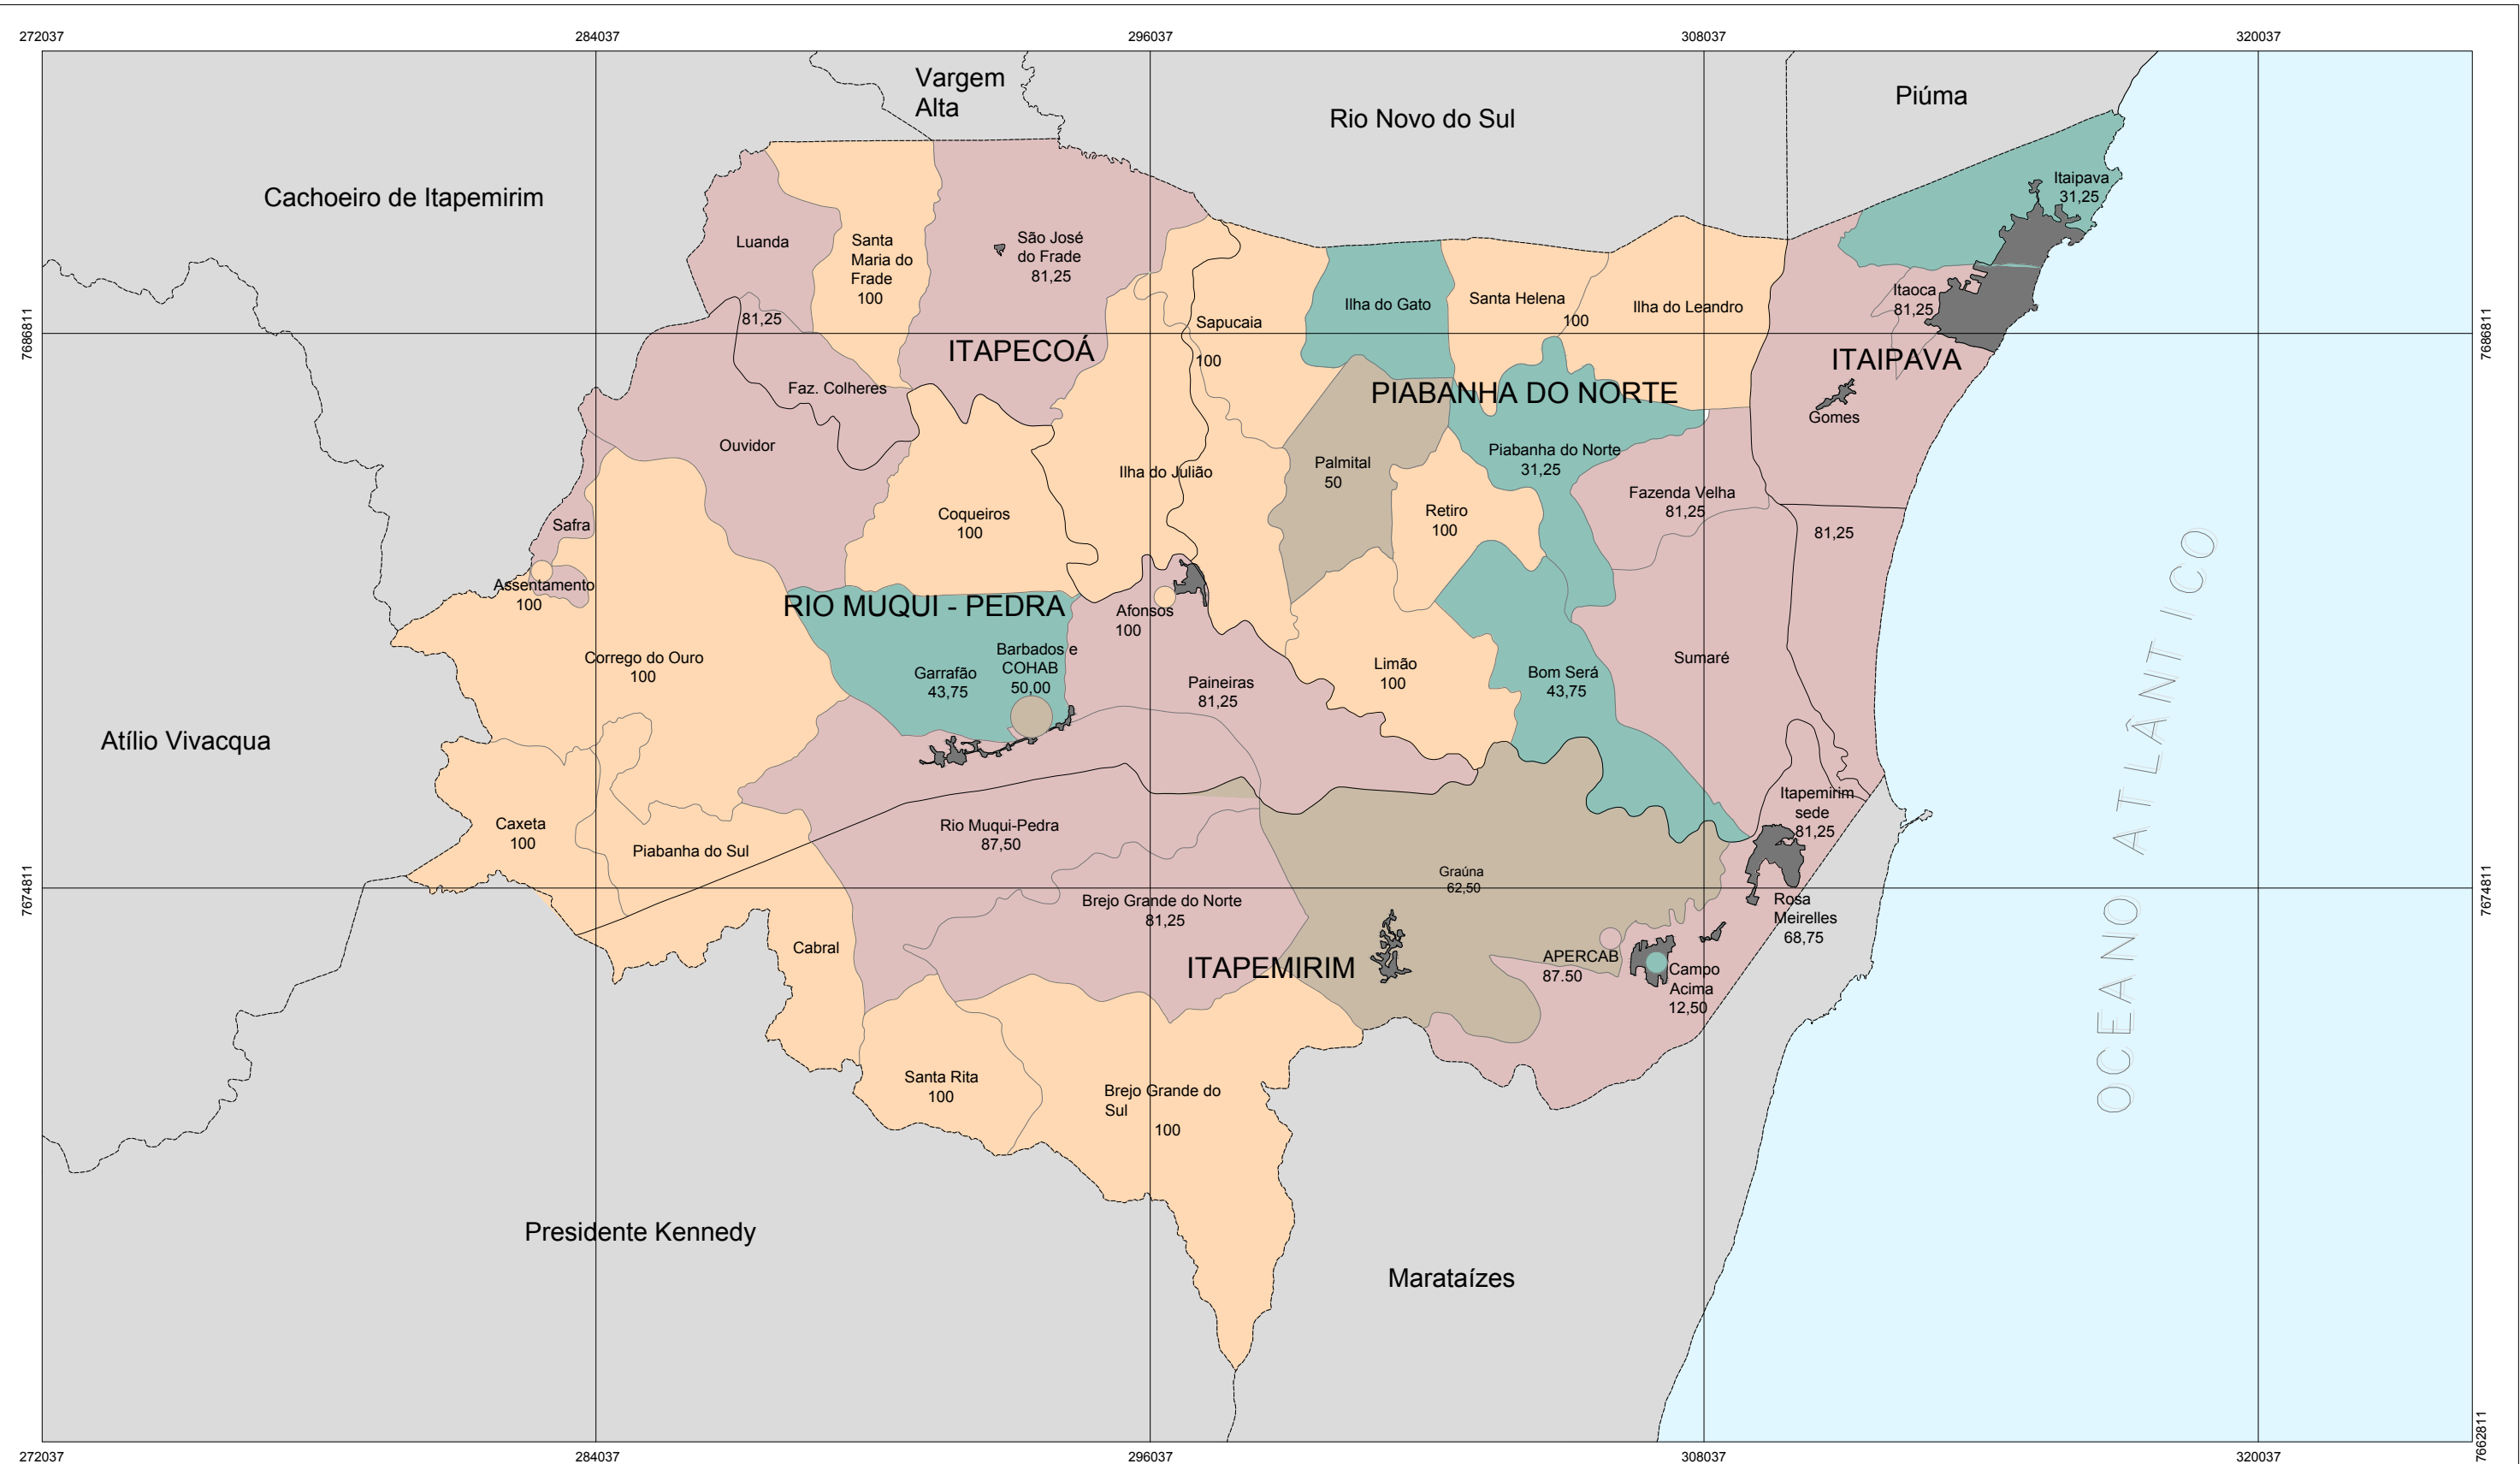 272037
284037
296037
308037
320037
Vargem
Alta
Rio Novo do Sul
Piúma
Cachoeiro de Itapemirim
Itaipava
31,25
Luanda
Santa
Maria do
Frade
100
São José
do Frade
81,25
Ilha do Gato
Santa Helena
100
Ilha do Leandro
Itaoca
81,25
81,25
Sapucaia
100
7686811
7686811
ITAPECOÁ
ITAIPAVA
Faz. Colheres
PIABANHA DO NORTE
Gomes
Ouvidor
Ilha do Julião
Palmital
50
Piabanha do Norte
31,25
Fazenda Velha
81,25
Safra
Coqueiros
100
Retiro
100
81,25
Assentamento
100
RIO MUQUI - PEDRA
Afonsos
100
Corrego do Ouro
100
Garrafão
43,75
Barbados e
COHAB
50,00
Paineiras
81,25
Limão
100
Bom Será
43,75
Sumaré
Atílio Vivacqua
OCEANO ATLÂNTICO
Caxeta
100
Piabanha do Sul
Rio Muqui-Pedra
87,50
Itapemirim
sede
81,25
Graúna
62,50
7674811
7674811
Brejo Grande do Norte
81,25
Rosa
Meirelles
68,75
Cabral
ITAPEMIRIM
APERCAB
87.50
Campo
Acima
12,50
Santa Rita
100
Brejo Grande do
Sul
100
Presidente Kennedy
Marataízes
7662811
272037
284037
296037
308037
320037